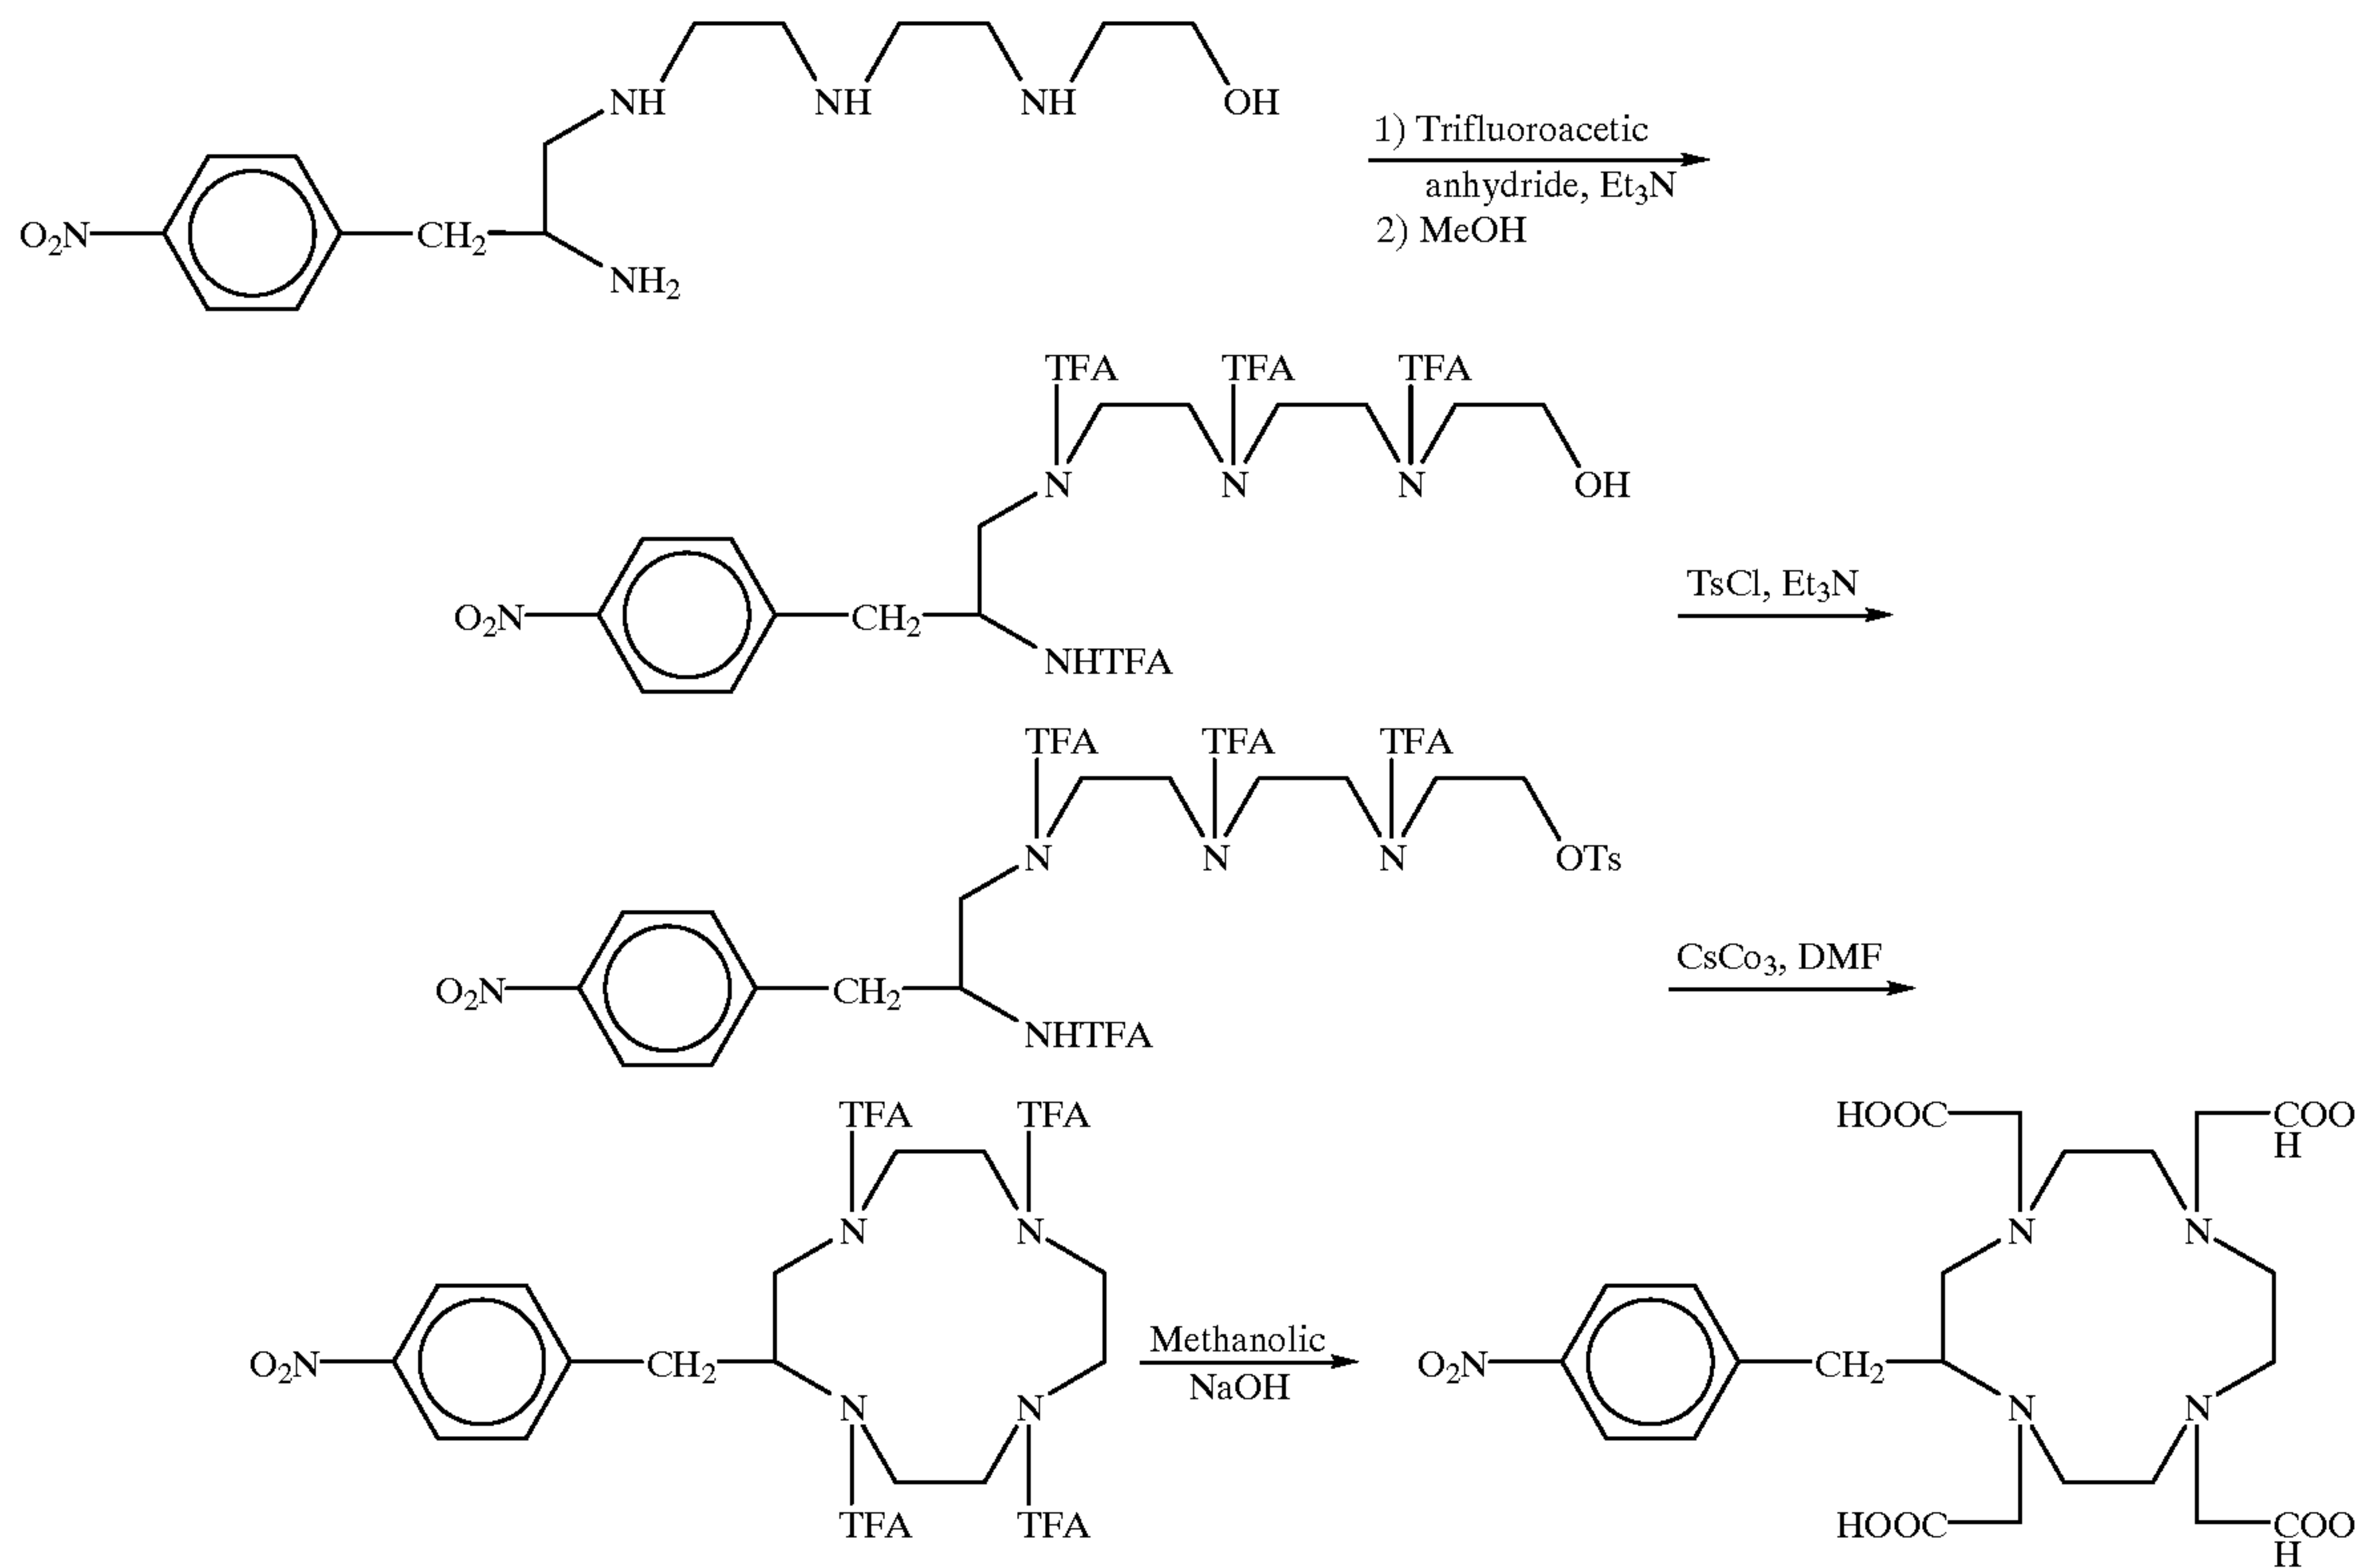 NH NH NH OH
O₂N CH₂
NH₂
1) Trifluoroacetic
anhydride, Et₃N
2) MeOH
TFA TFA TFA
N N N OH
O₂N CH₂
NHTFA
TsCl, Et₃N
TFA TFA TFA
N N N OTs
O₂N CH₂
NHTFA
CsCo₃, DMF
TFA TFA
N N
O₂N CH₂
N N
TFA TFA
Methanolic
NaOH
HOOC COO
H
N N
O₂N CH₂
N N
HOOC COO
H